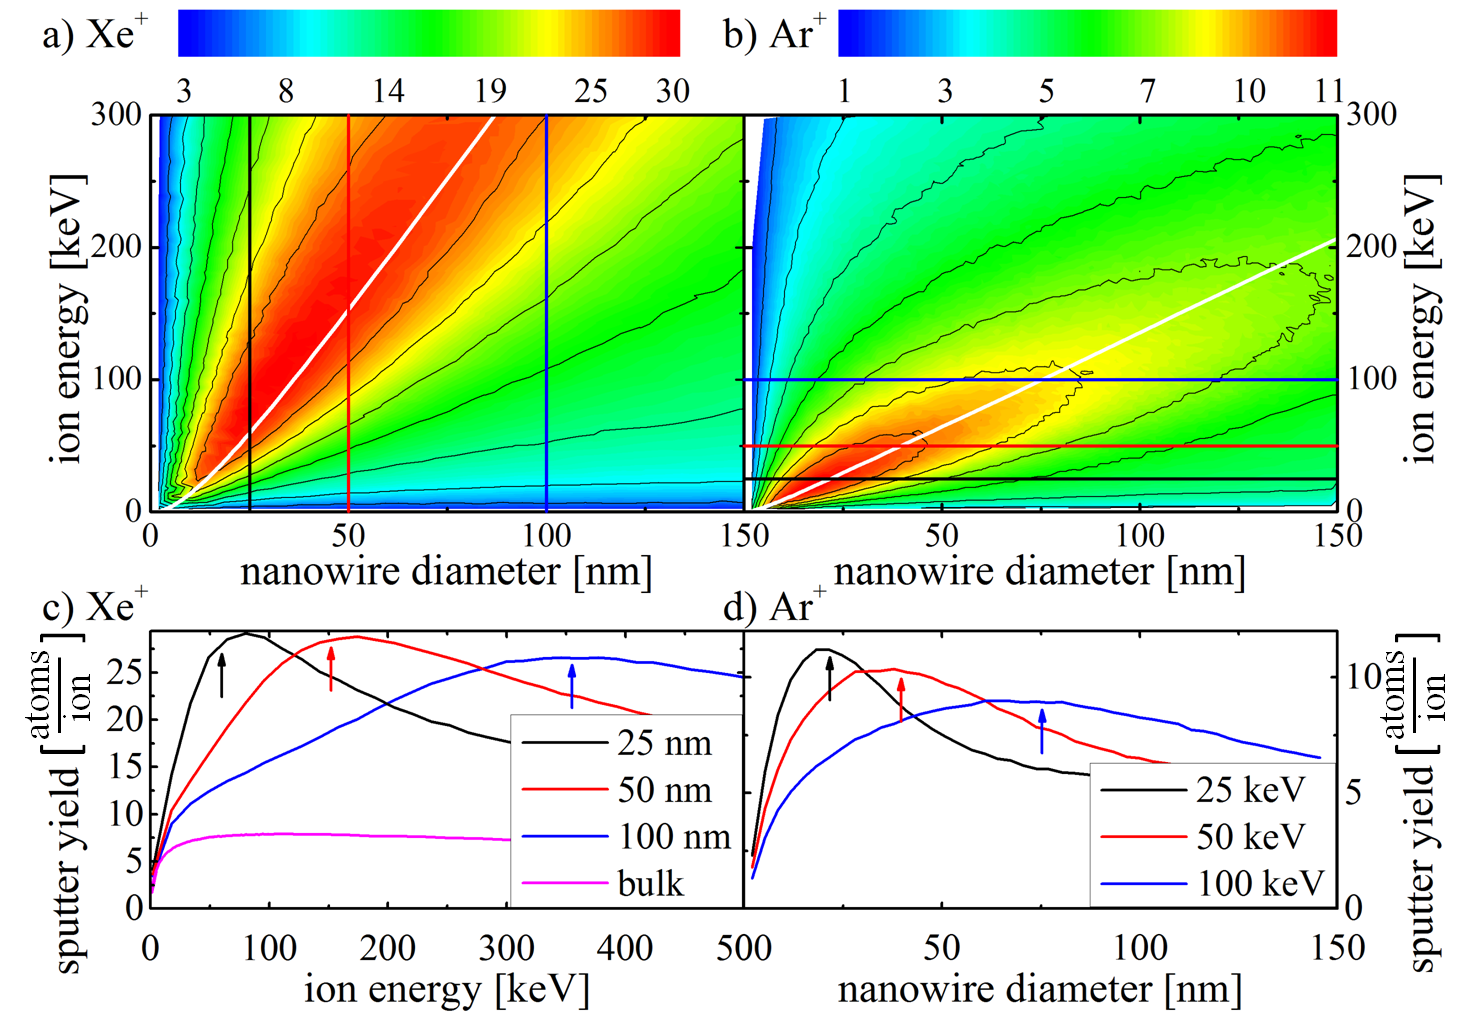 a) Xe+
b) Ar+
3 8 14 19 25 30
1 3 5 7 10 11
300
200
100
0
ion energy [keV]
300
200
100
0
ion energy [keV]
0 50 100 150
50 100 150
nanowire diameter [nm]
nanowire diameter [nm]
c) Xe+
d) Ar+
25
20
15
10
5
0
sputter yield [atoms/ion]
25 nm
50 nm
100 nm
bulk
25 keV
50 keV
100 keV
10
5
0
sputter yield [atoms/ion]
0 100 200 300 400 500
50 100 150
ion energy [keV]
nanowire diameter [nm]